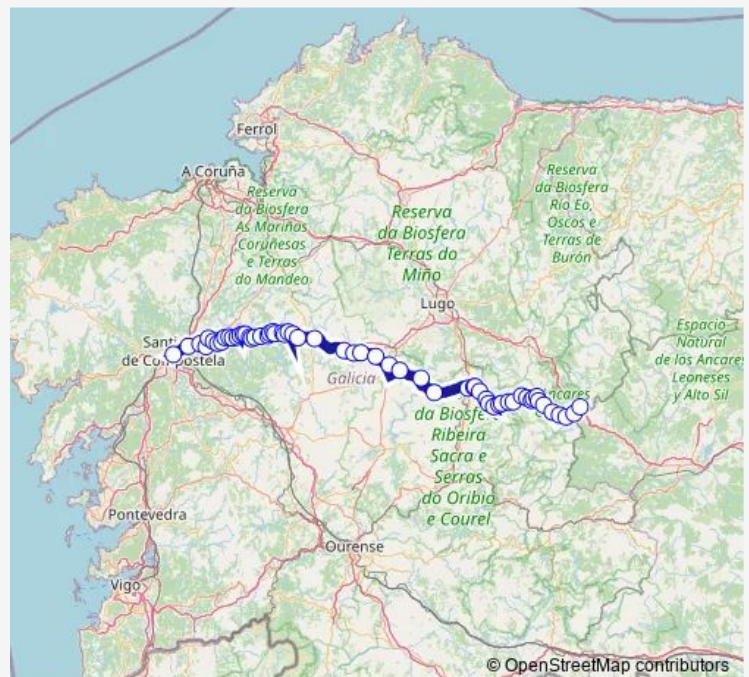 Ferrol
A Coruña
Reserva
da Biosfera
As Mariñas
Coruñesas
e Terras
do Mandeo
Reserva
da Biosfera
Terras do
Miño
Reserva
da Biosfera
Río Eo,
Oscos e
Terras de
Burón
Lugo
Espacio
Natural
de los Ancares
Leoneses
y Alto Sil
Galicia
da Biosfe
Ribeira
Sacra e
Serras
do Oribio
e Courel
Pontevedra
Ourense
Vigo
© OpenStreetMap contributors